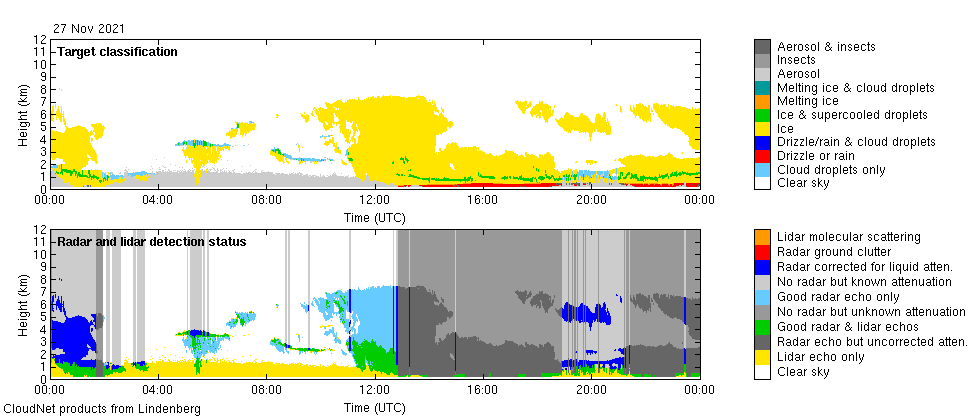 27 Nov 2021
12
11
10
9
8
7
6
5
4
3
2
1
0
Height (km)
Target classification
00:00 04:00 08:00 12:00 16:00 20:00 00:00
Time (UTC)
Aerosol & insects
Insects
Aerosol
Melting ice & cloud droplets
Melting ice
Ice & supercooled droplets
Ice
Drizzle/rain & cloud droplets
Drizzle or rain
Cloud droplets only
Clear sky
12
11
10
9
8
7
6
5
4
3
2
1
0
Height (km)
Radar and lidar detection status
00:00 04:00 08:00 12:00 16:00 20:00 00:00
Time (UTC)
Lidar molecular scattering
Radar ground clutter
Radar corrected for liquid atten.
No radar but known attenuation
Good radar echo only
No radar but unknown attenuation
Good radar & lidar echos
Radar echo but uncorrected atten.
Lidar echo only
Clear sky
CloudNet products from Lindenberg